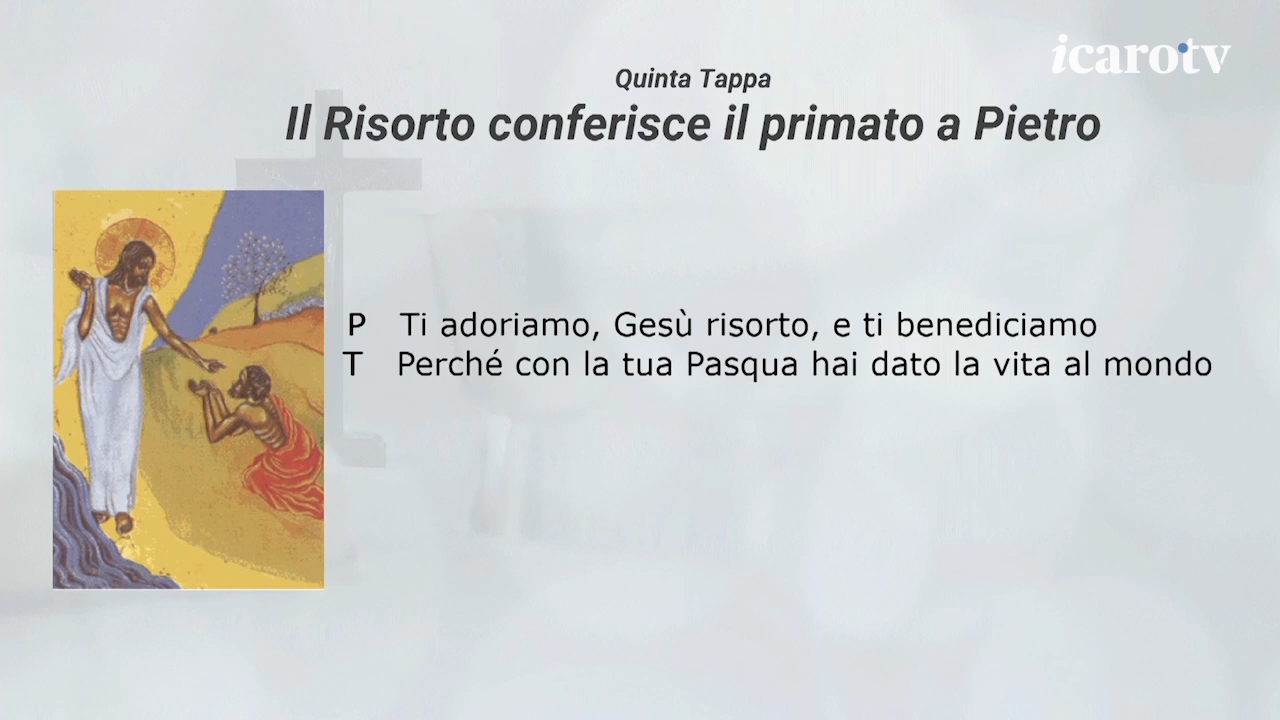 icarotv
Quinta Tappa
Il Risorto conferisce il primato a Pietro
P Ti adoriamo, Gesù risorto, e ti benediciamo
T Perché con la tua Pasqua hai dato la vita al mondo